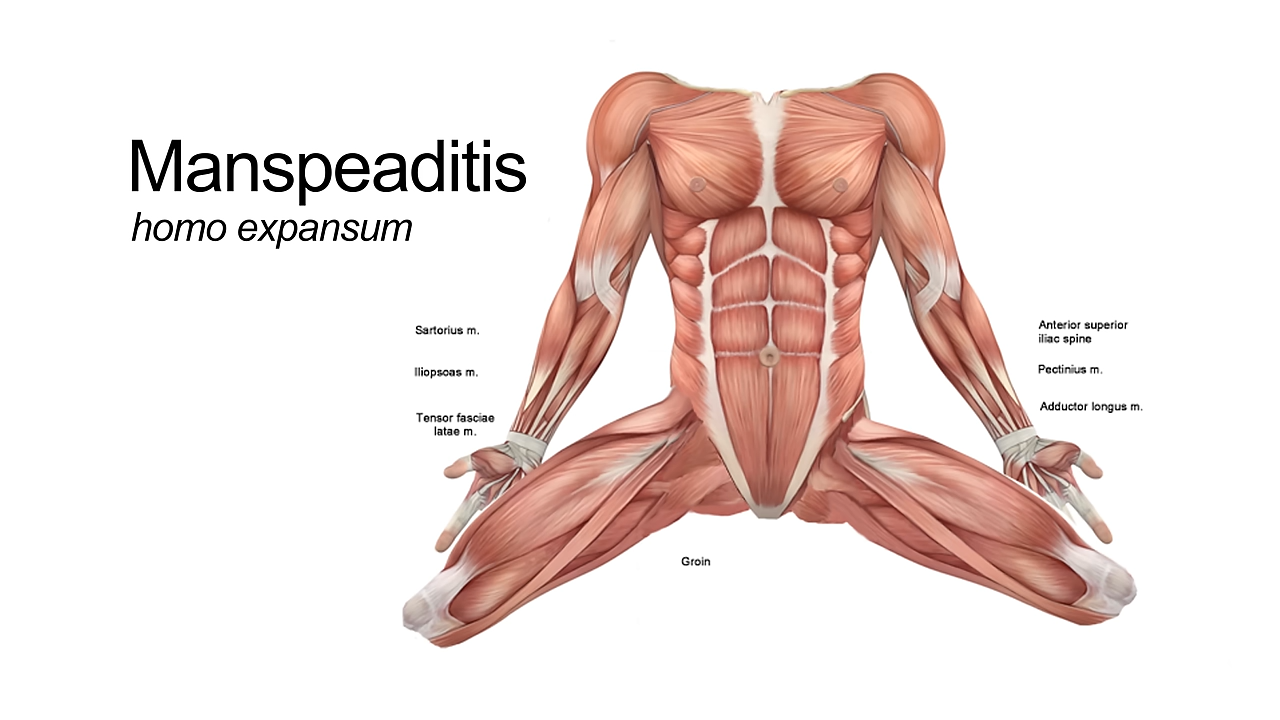 Manspeaditis
homo expansum
Sartorius m.
Iliopsoas m.
Tensor fasciae
latae m.
Anterior superior
iliac spine
Pectinius m.
Adductor longus m.
Groin